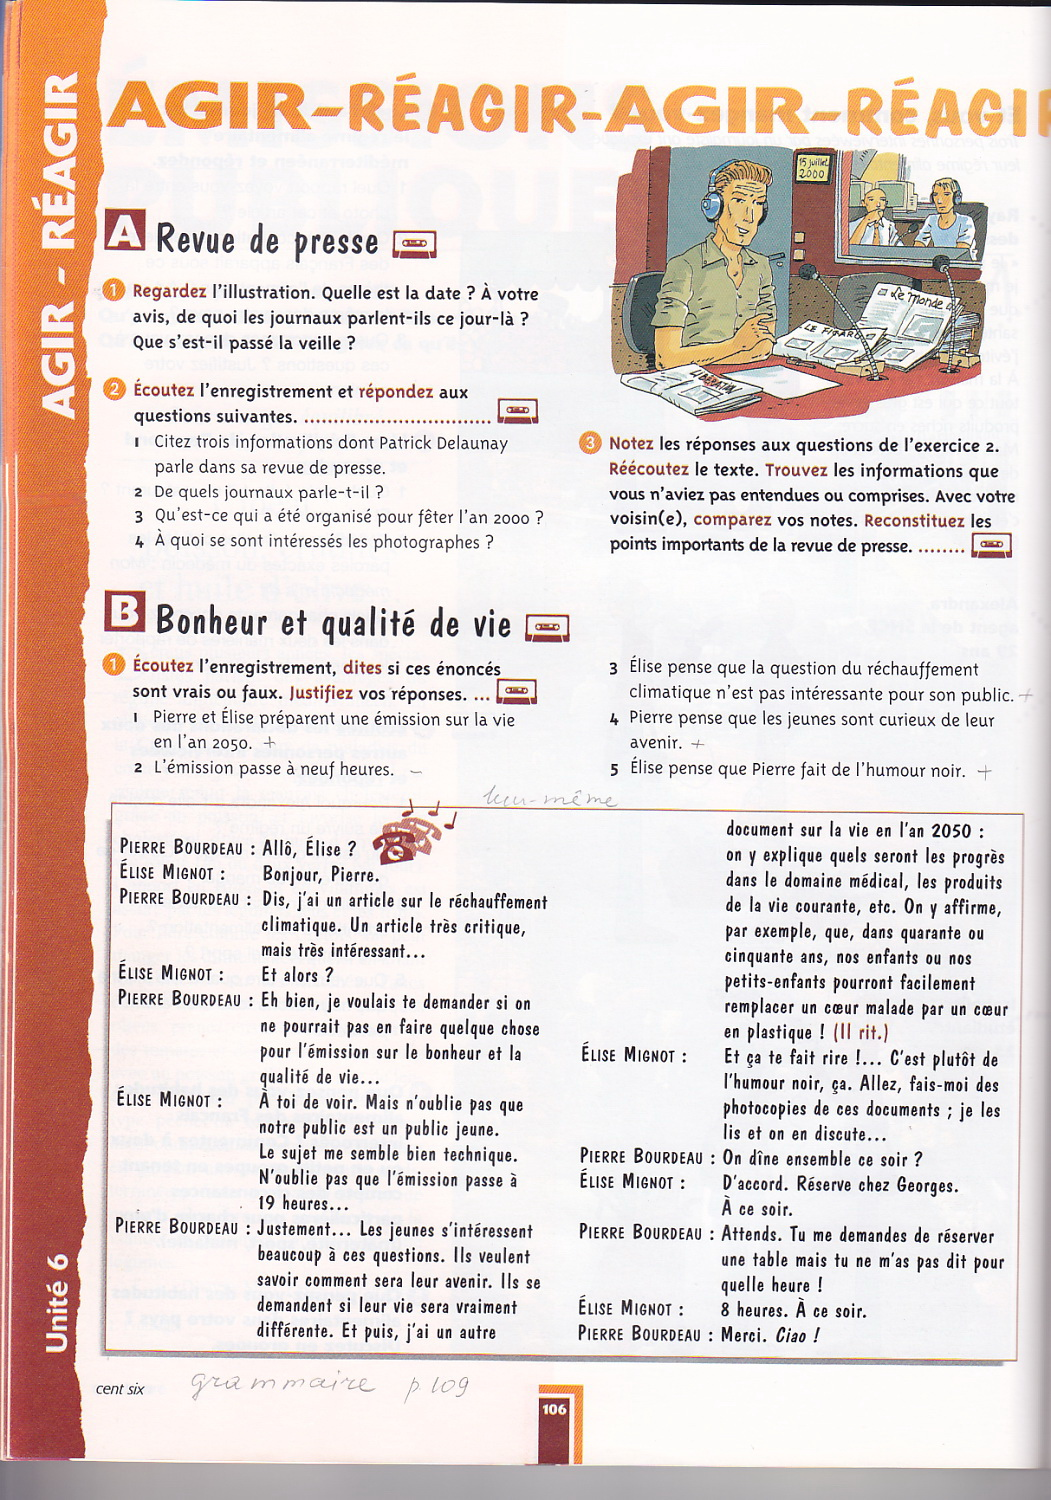 AGIR-RÉAGIR-AGIR-RÉAGIR
AGIR - RÉAGIR
15 juillet
2000
Le Monde
LE FIGARO
LIBÉRATION
A Revue de presse
1 Regardez l'illustration. Quelle est la date ? À votre
avis, de quoi les journaux parlent-ils ce jour-là ?
Que s'est-il passé la veille ?
2 Écoutez l'enregistrement et répondez aux
questions suivantes. ................................
1 Citez trois informations dont Patrick Delaunay
parle dans sa revue de presse.
2 De quels journaux parle-t-il ?
3 Qu'est-ce qui a été organisé pour fêter l'an 2000 ?
4 À quoi se sont intéressés les photographes ?
3 Notez les réponses aux questions de l'exercice 2.
Réécoutez le texte. Trouvez les informations que
vous n'aviez pas entendues ou comprises. Avec votre
voisin(e), comparez vos notes. Reconstituez les
points importants de la revue de presse. ........
B Bonheur et qualité de vie
1 Écoutez l'enregistrement, dites si ces énoncés
sont vrais ou faux. Justifiez vos réponses. ...
1 Pierre et Élise préparent une émission sur la vie
en l'an 2050. +
2 L'émission passe à neuf heures. –
3 Élise pense que la question du réchauffement
climatique n'est pas intéressante pour son public. +
4 Pierre pense que les jeunes sont curieux de leur
avenir. +
5 Élise pense que Pierre fait de l'humour noir. +
PIERRE BOURDEAU : Allô, Élise ?
ÉLISE MIGNOT : Bonjour, Pierre.
PIERRE BOURDEAU : Dis, j'ai un article sur le réchauffement
climatique. Un article très critique,
mais très intéressant...
ÉLISE MIGNOT : Et alors ?
PIERRE BOURDEAU : Eh bien, je voulais te demander si on
ne pourrait pas en faire quelque chose
pour l'émission sur le bonheur et la
qualité de vie...
ÉLISE MIGNOT : À toi de voir. Mais n'oublie pas que
notre public est un public jeune.
Le sujet me semble bien technique.
N'oublie pas que l'émission passe à
19 heures...
PIERRE BOURDEAU : Justement... Les jeunes s'intéressent
beaucoup à ces questions. Ils veulent
savoir comment sera leur avenir. Ils se
demandent si leur vie sera vraiment
différente. Et puis, j'ai un autre
document sur la vie en l'an 2050 :
on y explique quels seront les progrès
dans le domaine médical, les produits
de la vie courante, etc. On y affirme,
par exemple, que, dans quarante ou
cinquante ans, nos enfants ou nos
petits-enfants pourront facilement
remplacer un cœur malade par un cœur
en plastique ! (Il rit.)
ÉLISE MIGNOT : Et ça te fait rire !... C'est plutôt de
l'humour noir, ça. Allez, fais-moi des
photocopies de ces documents ; je les
lis et on en discute...
PIERRE BOURDEAU : On dîne ensemble ce soir ?
ÉLISE MIGNOT : D'accord. Réserve chez Georges.
À ce soir.
PIERRE BOURDEAU : Attends. Tu me demandes de réserver
une table mais tu ne m'as pas dit pour
quelle heure !
ÉLISE MIGNOT : 8 heures. À ce soir.
PIERRE BOURDEAU : Merci. Ciao !
Unité 6
cent six
grammaire p. 109
106